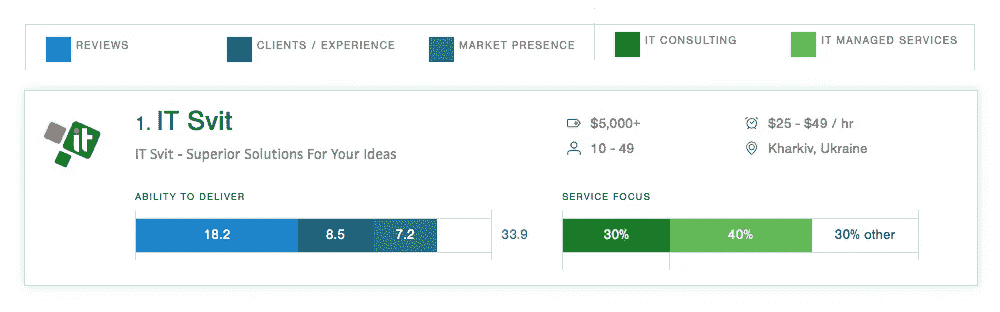 REVIEWS
CLIENTS / EXPERIENCE
MARKET PRESENCE
IT CONSULTING
IT MANAGED SERVICES
it
1. IT Svit
IT Svit - Superior Solutions For Your Ideas
$5,000+
$25 - $49 / hr
10 - 49
Kharkiv, Ukraine
ABILITY TO DELIVER
18.2
8.5
7.2
33.9
SERVICE FOCUS
30%
40%
30% other